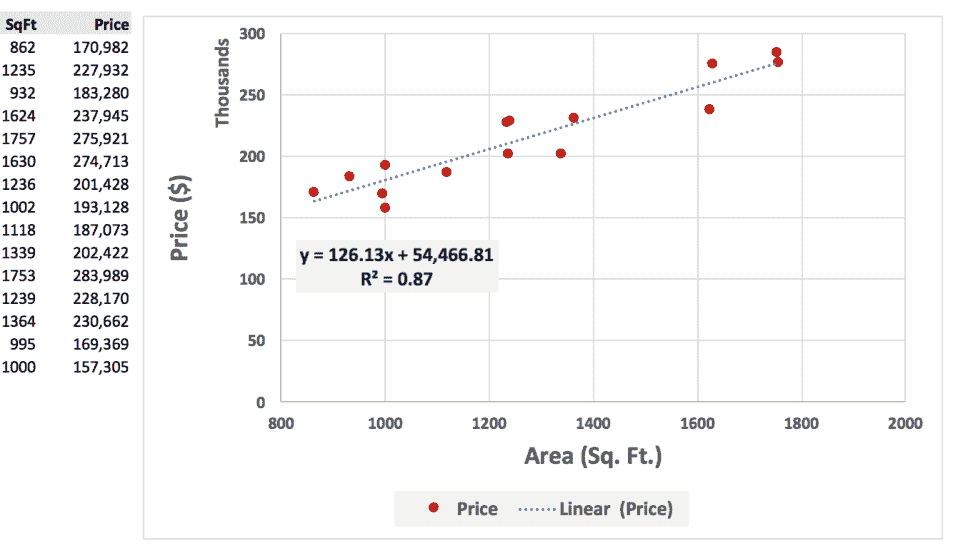 SqFt Price
862 170,982
1235 227,932
932 183,280
1624 237,945
1757 275,921
1630 274,713
1236 201,428
1002 193,128
1118 187,073
1339 202,422
1753 283,989
1239 228,170
1364 230,662
995 169,369
1000 157,305
Thousands
Price ($)
300
250
200
150
100
50
0
y = 126.13x + 54,466.81
R² = 0.87
800 1000 1200 1400 1600 1800 2000
Area (Sq. Ft.)
Price Linear (Price)